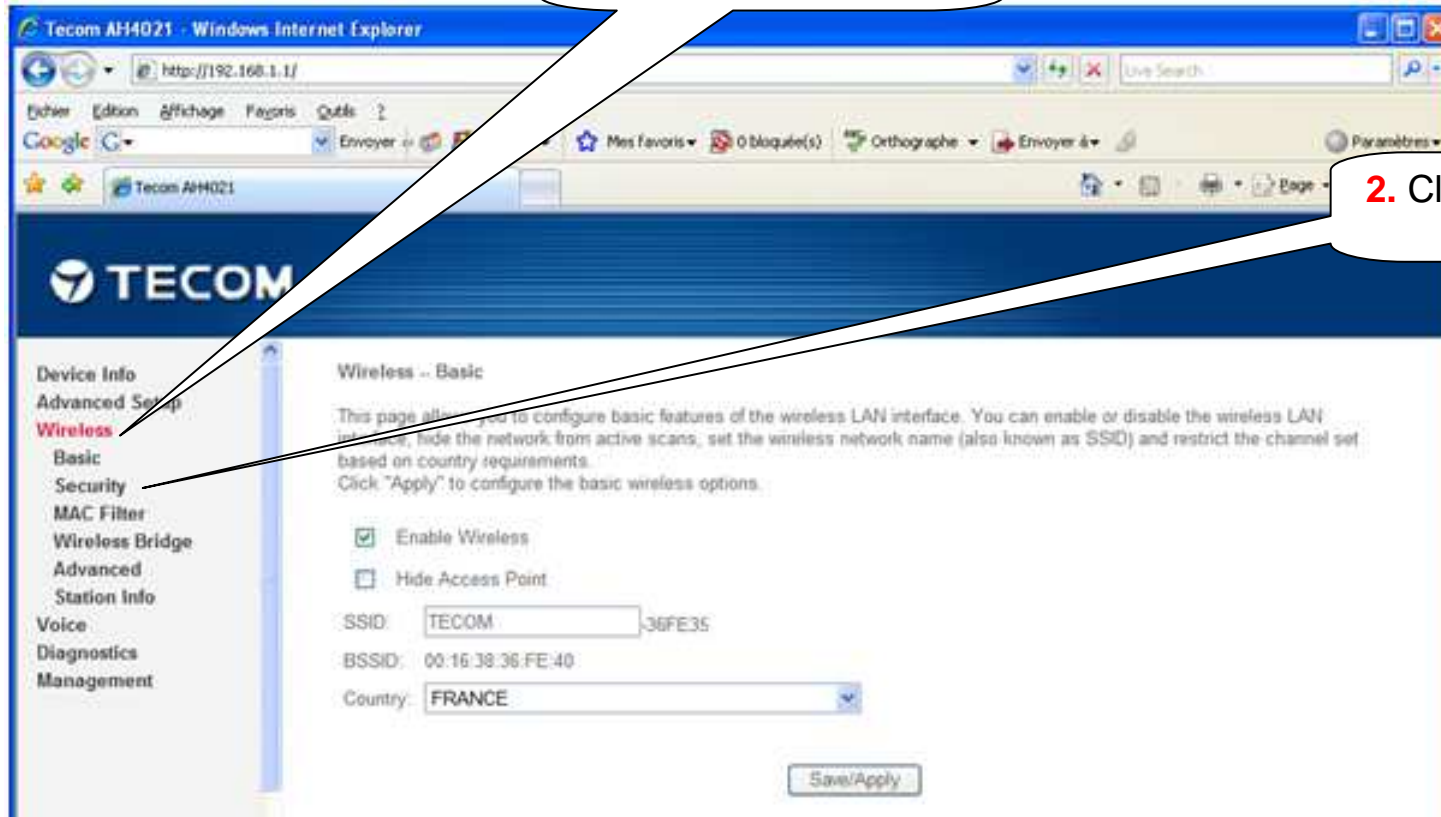 Tecom AH4021 - Windows Internet Explorer
http://192.168.1.1/
Live Search
Fichier Edition Affichage Favoris Outils ?
Google G Envoyer Mes favoris 0 bloquée(s) Orthographe Envoyer à Paramètres
Tecom AH4021
Page
2. Cl
TECOM
Device Info
Advanced Setup
Wireless
Basic
Security
MAC Filter
Wireless Bridge
Advanced
Station Info
Voice
Diagnostics
Management
Wireless -- Basic
This page allows you to configure basic features of the wireless LAN interface. You can enable or disable the wireless LAN
interface, hide the network from active scans, set the wireless network name (also known as SSID) and restrict the channel set
based on country requirements.
Click "Apply" to configure the basic wireless options.
Enable Wireless
Hide Access Point
SSID: TECOM -36FE35
BSSID: 00:16:38:36:FE:40
Country: FRANCE
Save/Apply